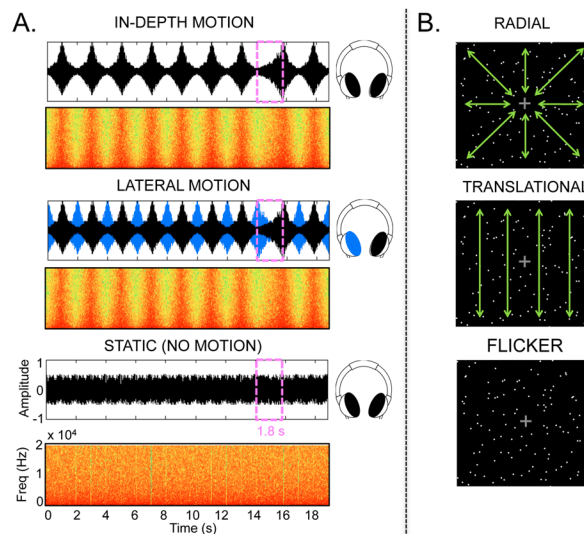 A.
IN-DEPTH MOTION
LATERAL MOTION
STATIC (NO MOTION)
1
0
-1
Amplitude
1.8 s
x 10⁴
2
1
0
Freq (Hz)
0 2 4 6 8 10 12 14 16 18
Time (s)
B.
RADIAL
TRANSLATIONAL
FLICKER